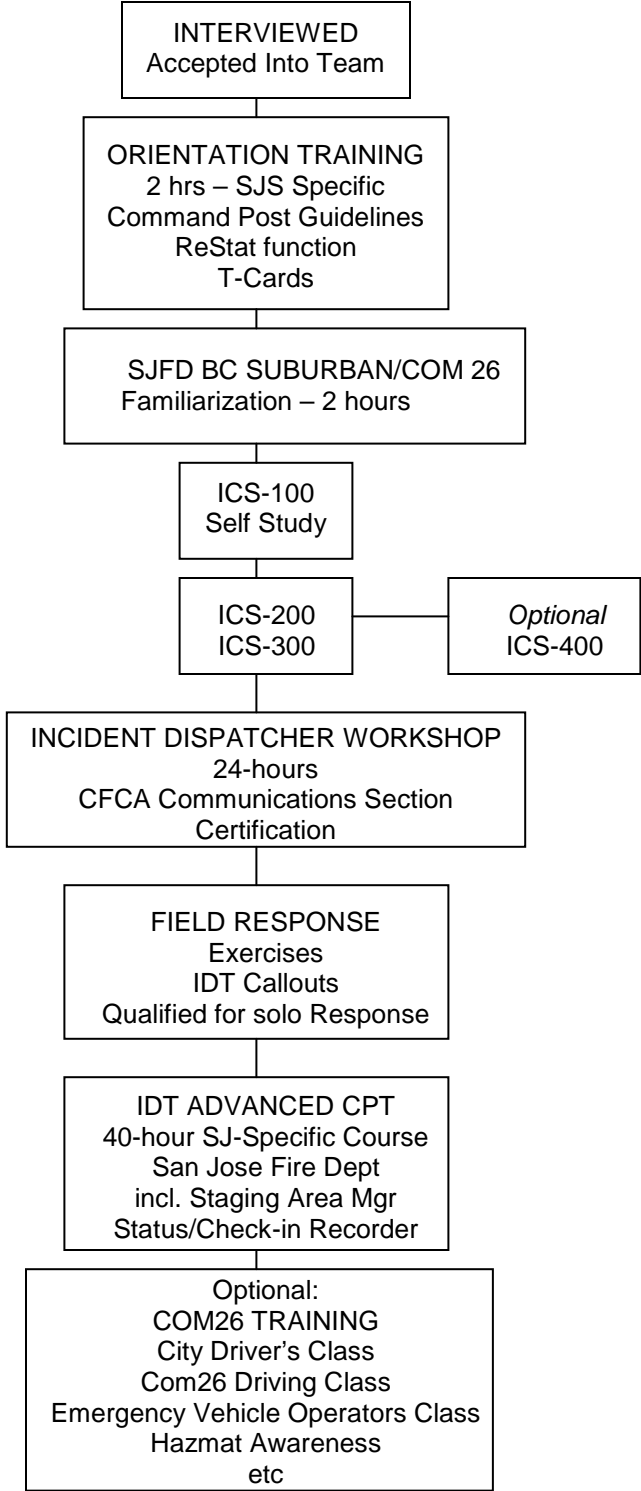 INTERVIEWED
Accepted Into Team
ORIENTATION TRAINING
2 hrs – SJS Specific
Command Post Guidelines
ReStat function
T-Cards
SJFD BC SUBURBAN/COM 26
Familiarization – 2 hours
ICS-100
Self Study
ICS-200
ICS-300
Optional
ICS-400
INCIDENT DISPATCHER WORKSHOP
24-hours
CFCA Communications Section
Certification
FIELD RESPONSE
Exercises
IDT Callouts
Qualified for solo Response
IDT ADVANCED CPT
40-hour SJ-Specific Course
San Jose Fire Dept
incl. Staging Area Mgr
Status/Check-in Recorder
Optional:
COM26 TRAINING
City Driver's Class
Com26 Driving Class
Emergency Vehicle Operators Class
Hazmat Awareness
etc